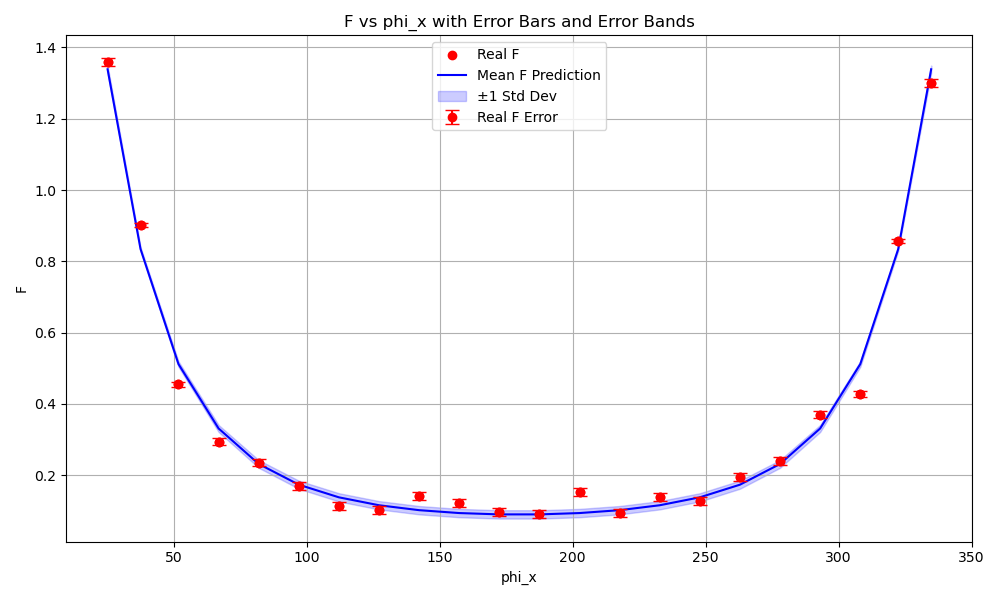 F vs phi_x with Error Bars and Error Bands
Real F
Mean F Prediction
±1 Std Dev
Real F Error
F
1.4
1.2
1.0
0.8
0.6
0.4
0.2
50
100
150
200
250
300
350
phi_x